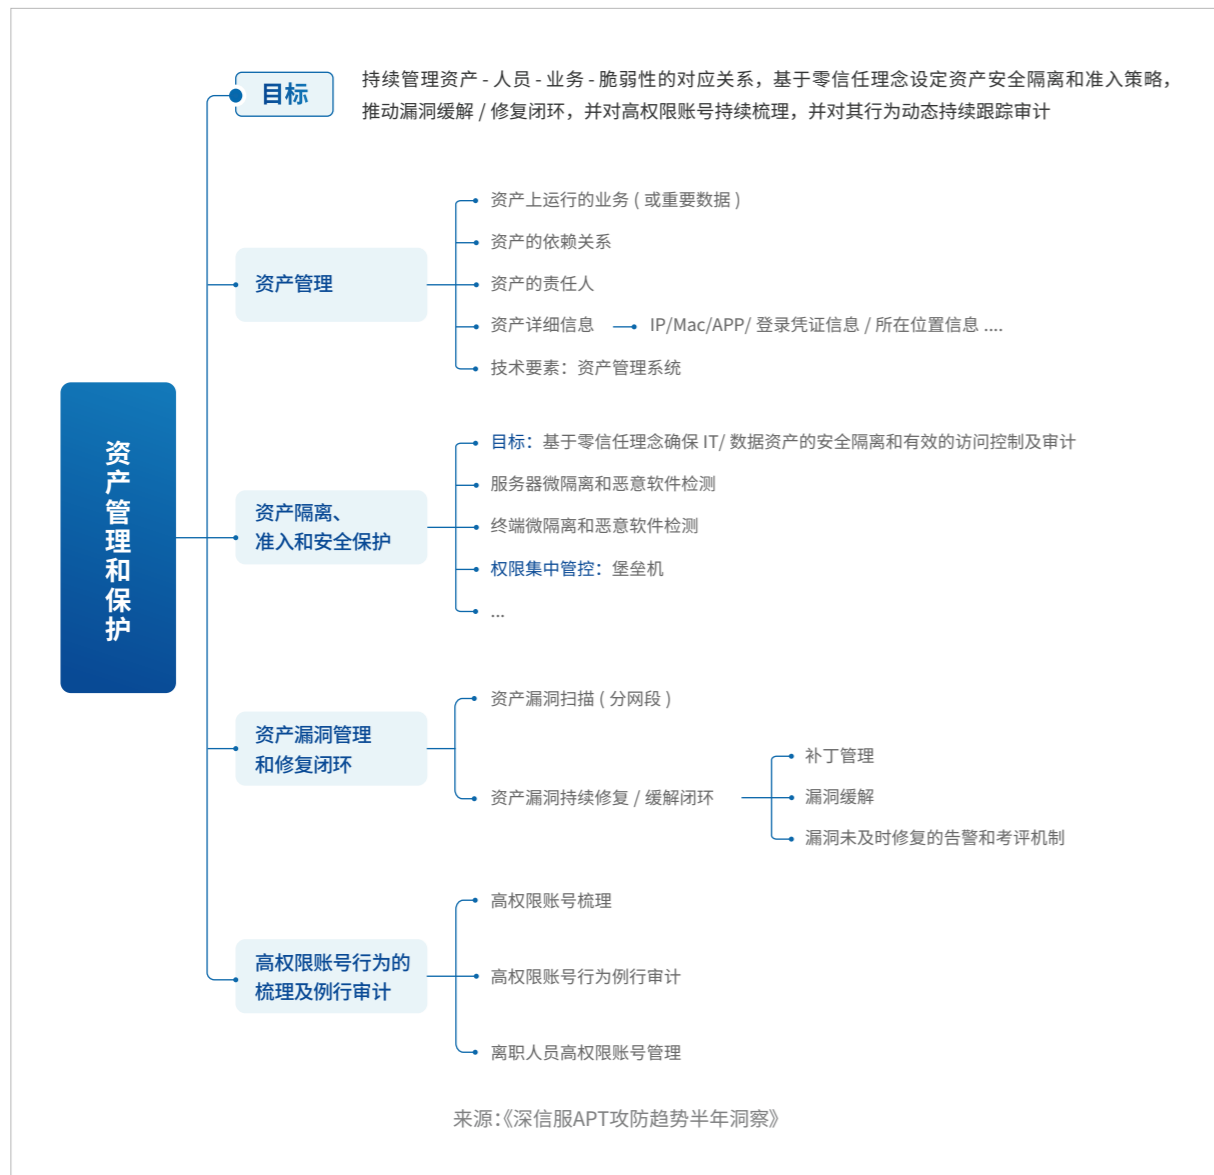 资产管理和保护
目标
持续管理资产 - 人员 - 业务 - 脆弱性的对应关系，基于零信任理念设定资产安全隔离和准入策略，
推动漏洞缓解 / 修复闭环，并对高权限账号持续梳理，并对其行为动态持续跟踪审计
资产管理
资产上运行的业务 ( 或重要数据 )
资产的依赖关系
资产的责任人
资产详细信息
IP/Mac/APP/ 登录凭证信息 / 所在位置信息 ....
技术要素：资产管理系统
资产隔离、
准入和安全保护
目标：基于零信任理念确保 IT/ 数据资产的安全隔离和有效的访问控制及审计
服务器微隔离和恶意软件检测
终端微隔离和恶意软件检测
权限集中管控：堡垒机
...
资产漏洞管理
和修复闭环
资产漏洞扫描 ( 分网段 )
资产漏洞持续修复 / 缓解闭环
补丁管理
漏洞缓解
漏洞未及时修复的告警和考评机制
高权限账号行为的
梳理及例行审计
高权限账号梳理
高权限账号行为例行审计
离职人员高权限账号管理
来源：《深信服APT攻防趋势半年洞察》